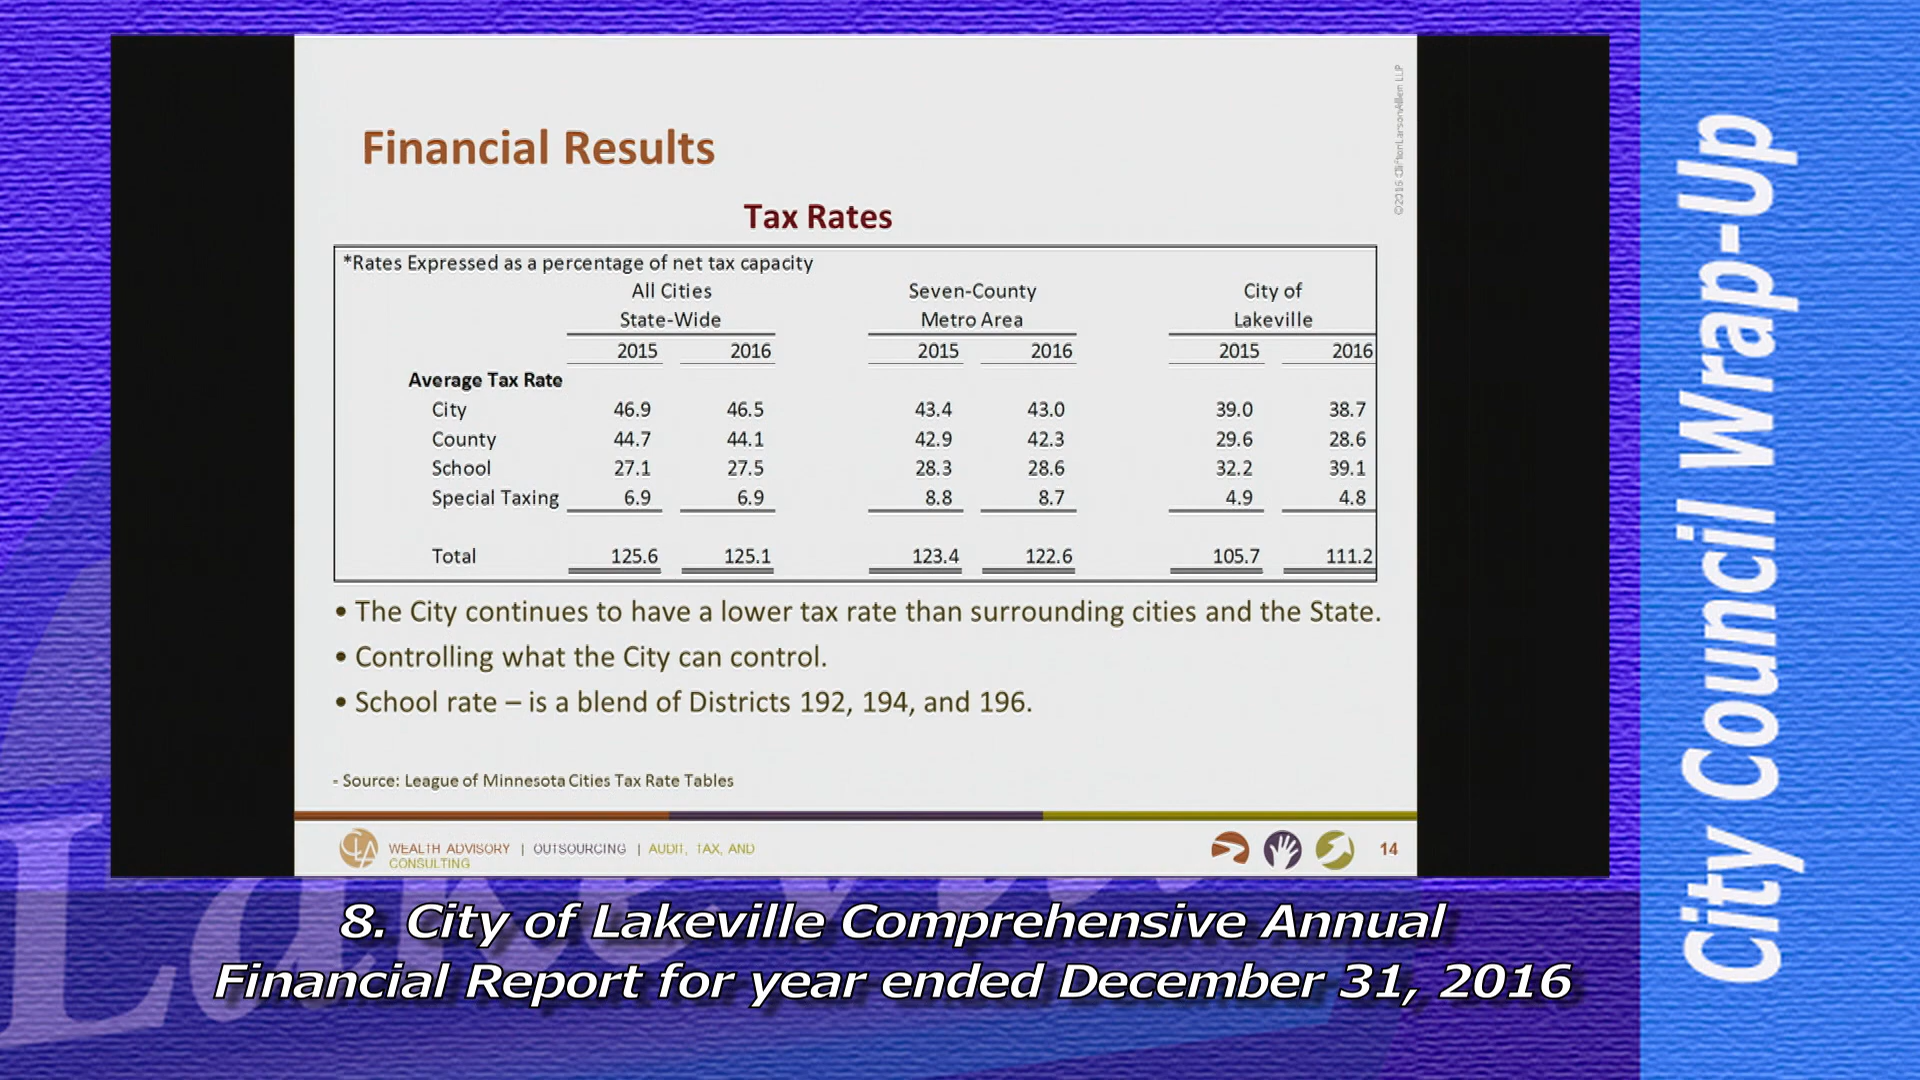 Financial Results
©2016 CliftonLarsonAllen LLP
Tax Rates
*Rates Expressed as a percentage of net tax capacity
All Cities Seven-County City of
State-Wide Metro Area Lakeville
2015 2016 2015 2016 2015 2016
Average Tax Rate
City 46.9 46.5 43.4 43.0 39.0 38.7
County 44.7 44.1 42.9 42.3 29.6 28.6
School 27.1 27.5 28.3 28.6 32.2 39.1
Special Taxing 6.9 6.9 8.8 8.7 4.9 4.8
Total 125.6 125.1 123.4 122.6 105.7 111.2
• The City continues to have a lower tax rate than surrounding cities and the State.
• Controlling what the City can control.
• School rate – is a blend of Districts 192, 194, and 196.
- Source: League of Minnesota Cities Tax Rate Tables
CLA
WEALTH ADVISORY | OUTSOURCING | AUDIT, TAX, AND
CONSULTING
14
8. City of Lakeville Comprehensive Annual
Financial Report for year ended December 31, 2016
City Council Wrap-Up